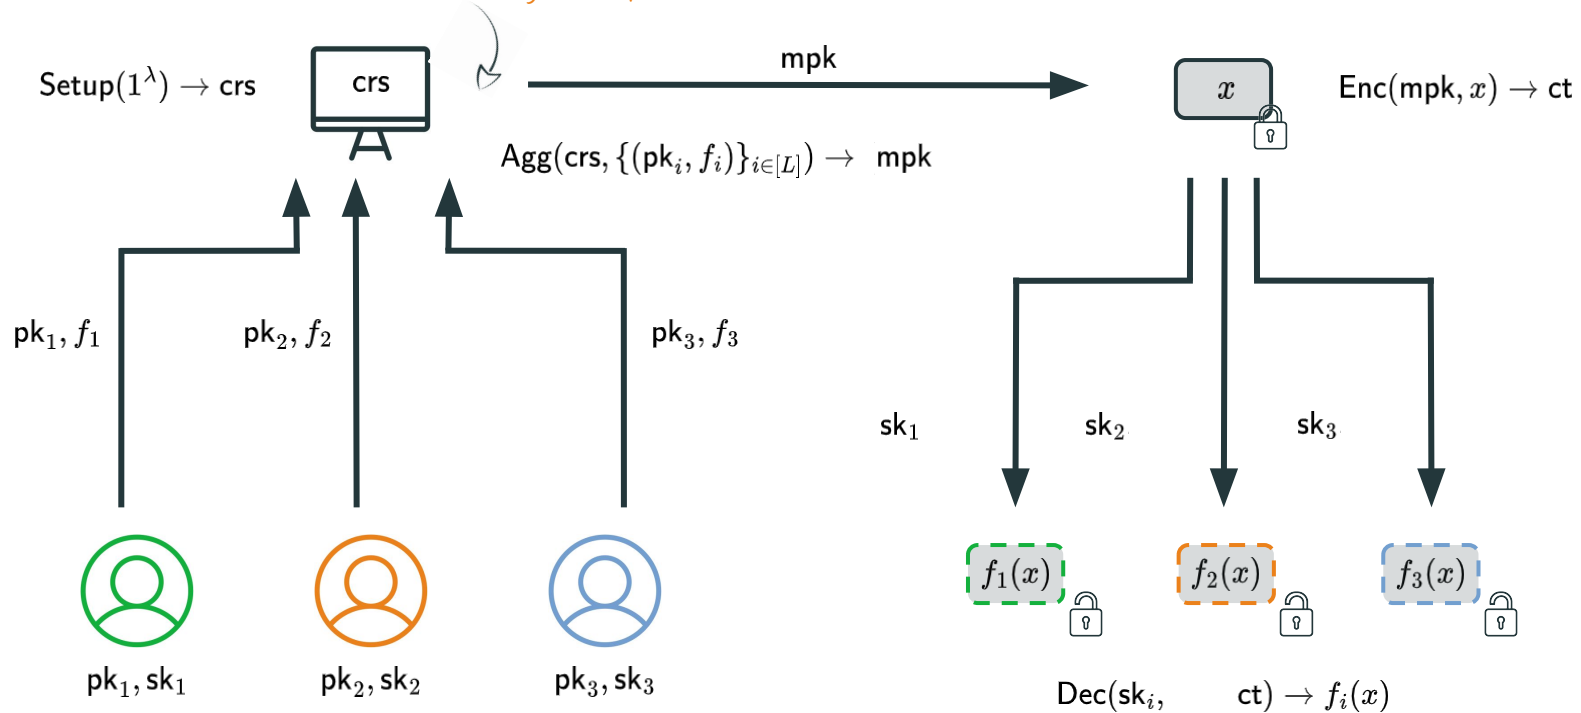 Setup(1^λ) → crs
crs
mpk
x
Enc(mpk, x) → ct
Agg(crs, {(pk_i, f_i)}_{i∈[L]}) → mpk
pk_1, f_1
pk_2, f_2
pk_3, f_3
sk_1
sk_2
sk_3
f_1(x)
f_2(x)
f_3(x)
pk_1, sk_1
pk_2, sk_2
pk_3, sk_3
Dec(sk_i, ct) → f_i(x)